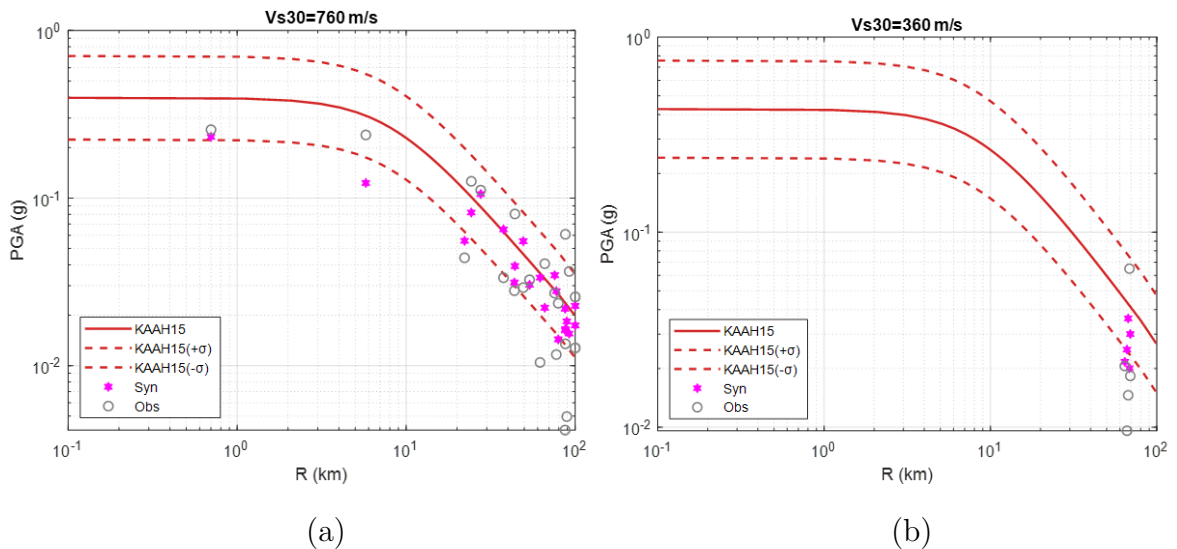 Vs30=760 m/s
PGA (g)
10^0
10^-1
10^-2
KAAH15
KAAH15(+σ)
KAAH15(-σ)
Syn
Obs
10^-1
10^0
10^1
10^2
R (km)
(a)
Vs30=360 m/s
PGA (g)
10^0
10^-1
10^-2
KAAH15
KAAH15(+σ)
KAAH15(-σ)
Syn
Obs
10^-1
10^0
10^1
10^2
R (km)
(b)